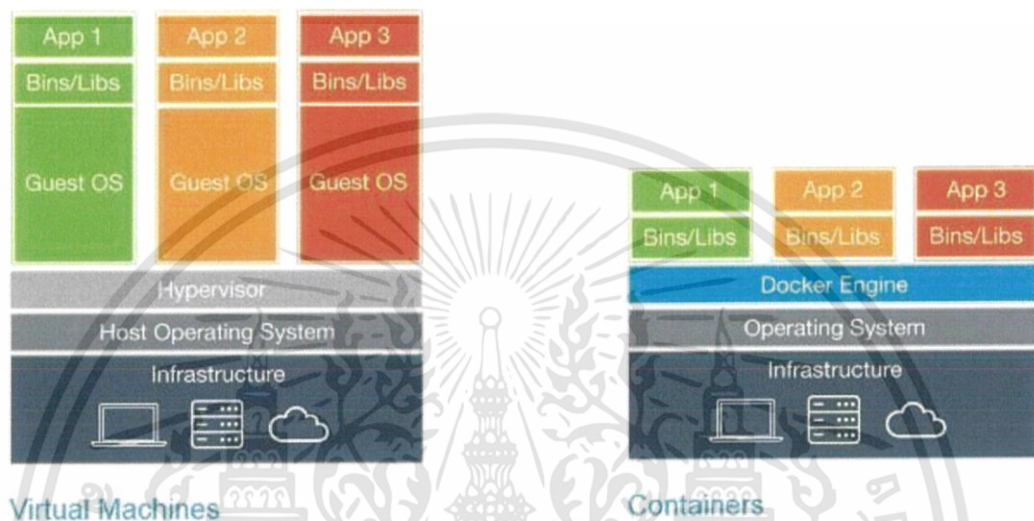 App 1
App 2
App 3
Bins/Libs
Bins/Libs
Bins/Libs
Guest OS
Guest OS
Guest OS
Hypervisor
Host Operating System
Infrastructure
Virtual Machines
App 1
App 2
App 3
Bins/Libs
Bins/Libs
Bins/Libs
Docker Engine
Operating System
Infrastructure
Containers